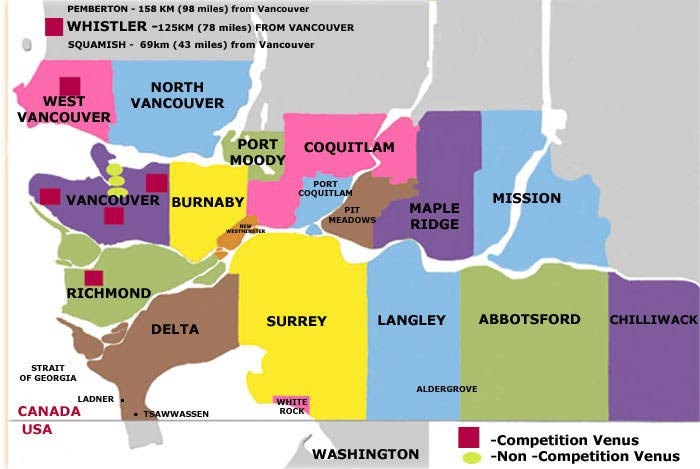 PEMBERTON - 158 KM (98 miles) from Vancouver
WHISTLER -125KM (78 miles) FROM VANCOUVER
SQUAMISH - 69km (43 miles) from Vancouver
WEST
VANCOUVER
NORTH
VANCOUVER
PORT
MOODY
COQUITLAM
PORT
COQUITLAM
VANCOUVER
BURNABY
NEW
WESTMINSTER
PIT
MEADOWS
MAPLE
RIDGE
MISSION
RICHMOND
DELTA
SURREY
LANGLEY
ABBOTSFORD
CHILLIWACK
STRAIT
OF GEORGIA
LADNER
TSAWWASSEN
WHITE
ROCK
ALDERGROVE
CANADA
USA
WASHINGTON
-Competition Venus
-Non -Competition Venus